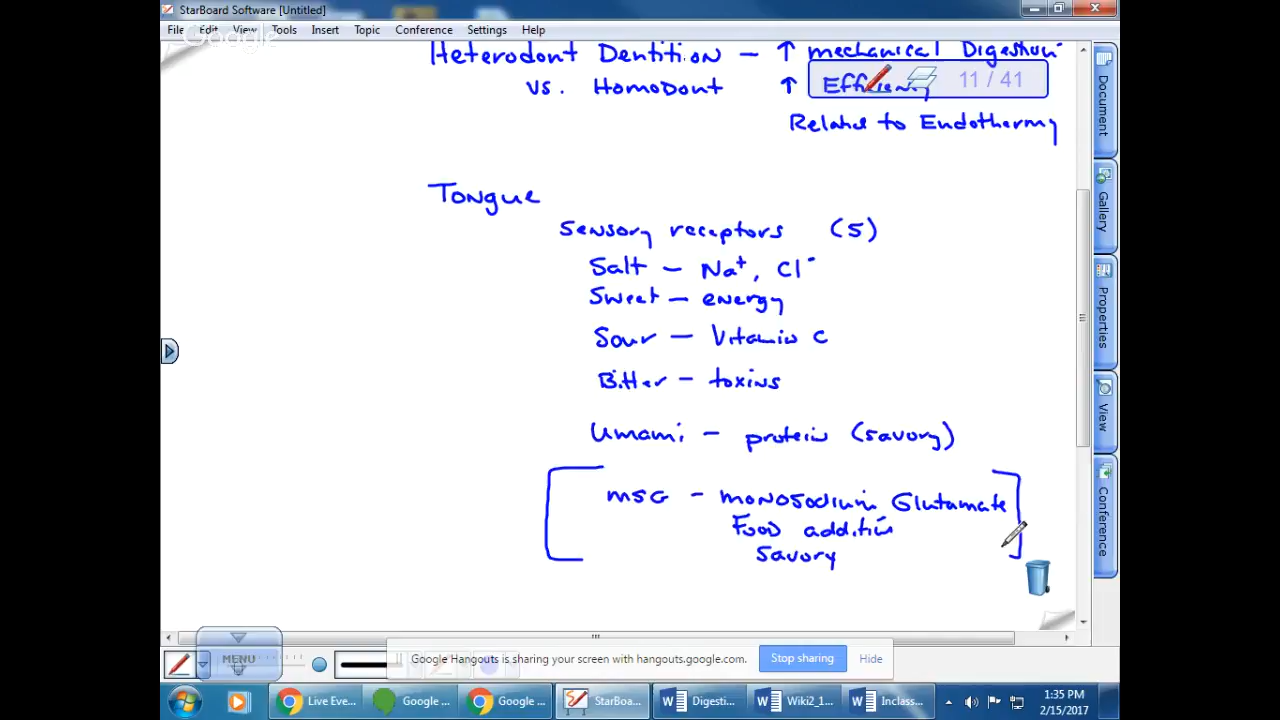 StarBoard Software [Untitled]
File Edit View Tools Insert Topic Conference Settings Help
Google
Heterodont Dentition — ↑ mechanical Digestion
vs. Homodont ↑ Efficiency
11 / 41
Relates to Endothermy
Tongue
Sensory receptors (5)
Salt — Na+, Cl-
Sweet — energy
Sour — Vitamin C
Bitter — toxins
Umami — protein (savory)
MSG — monosodium Glutamate
Food additive
Savory
Document
Gallery
Properties
View
Conference
MENU
Google Hangouts is sharing your screen with hangouts.google.com. Stop sharing Hide
Live Eve... Google ... Google ... StarBoa... Digesti... Wiki2_1... Inclass...
1:35 PM
2/15/2017